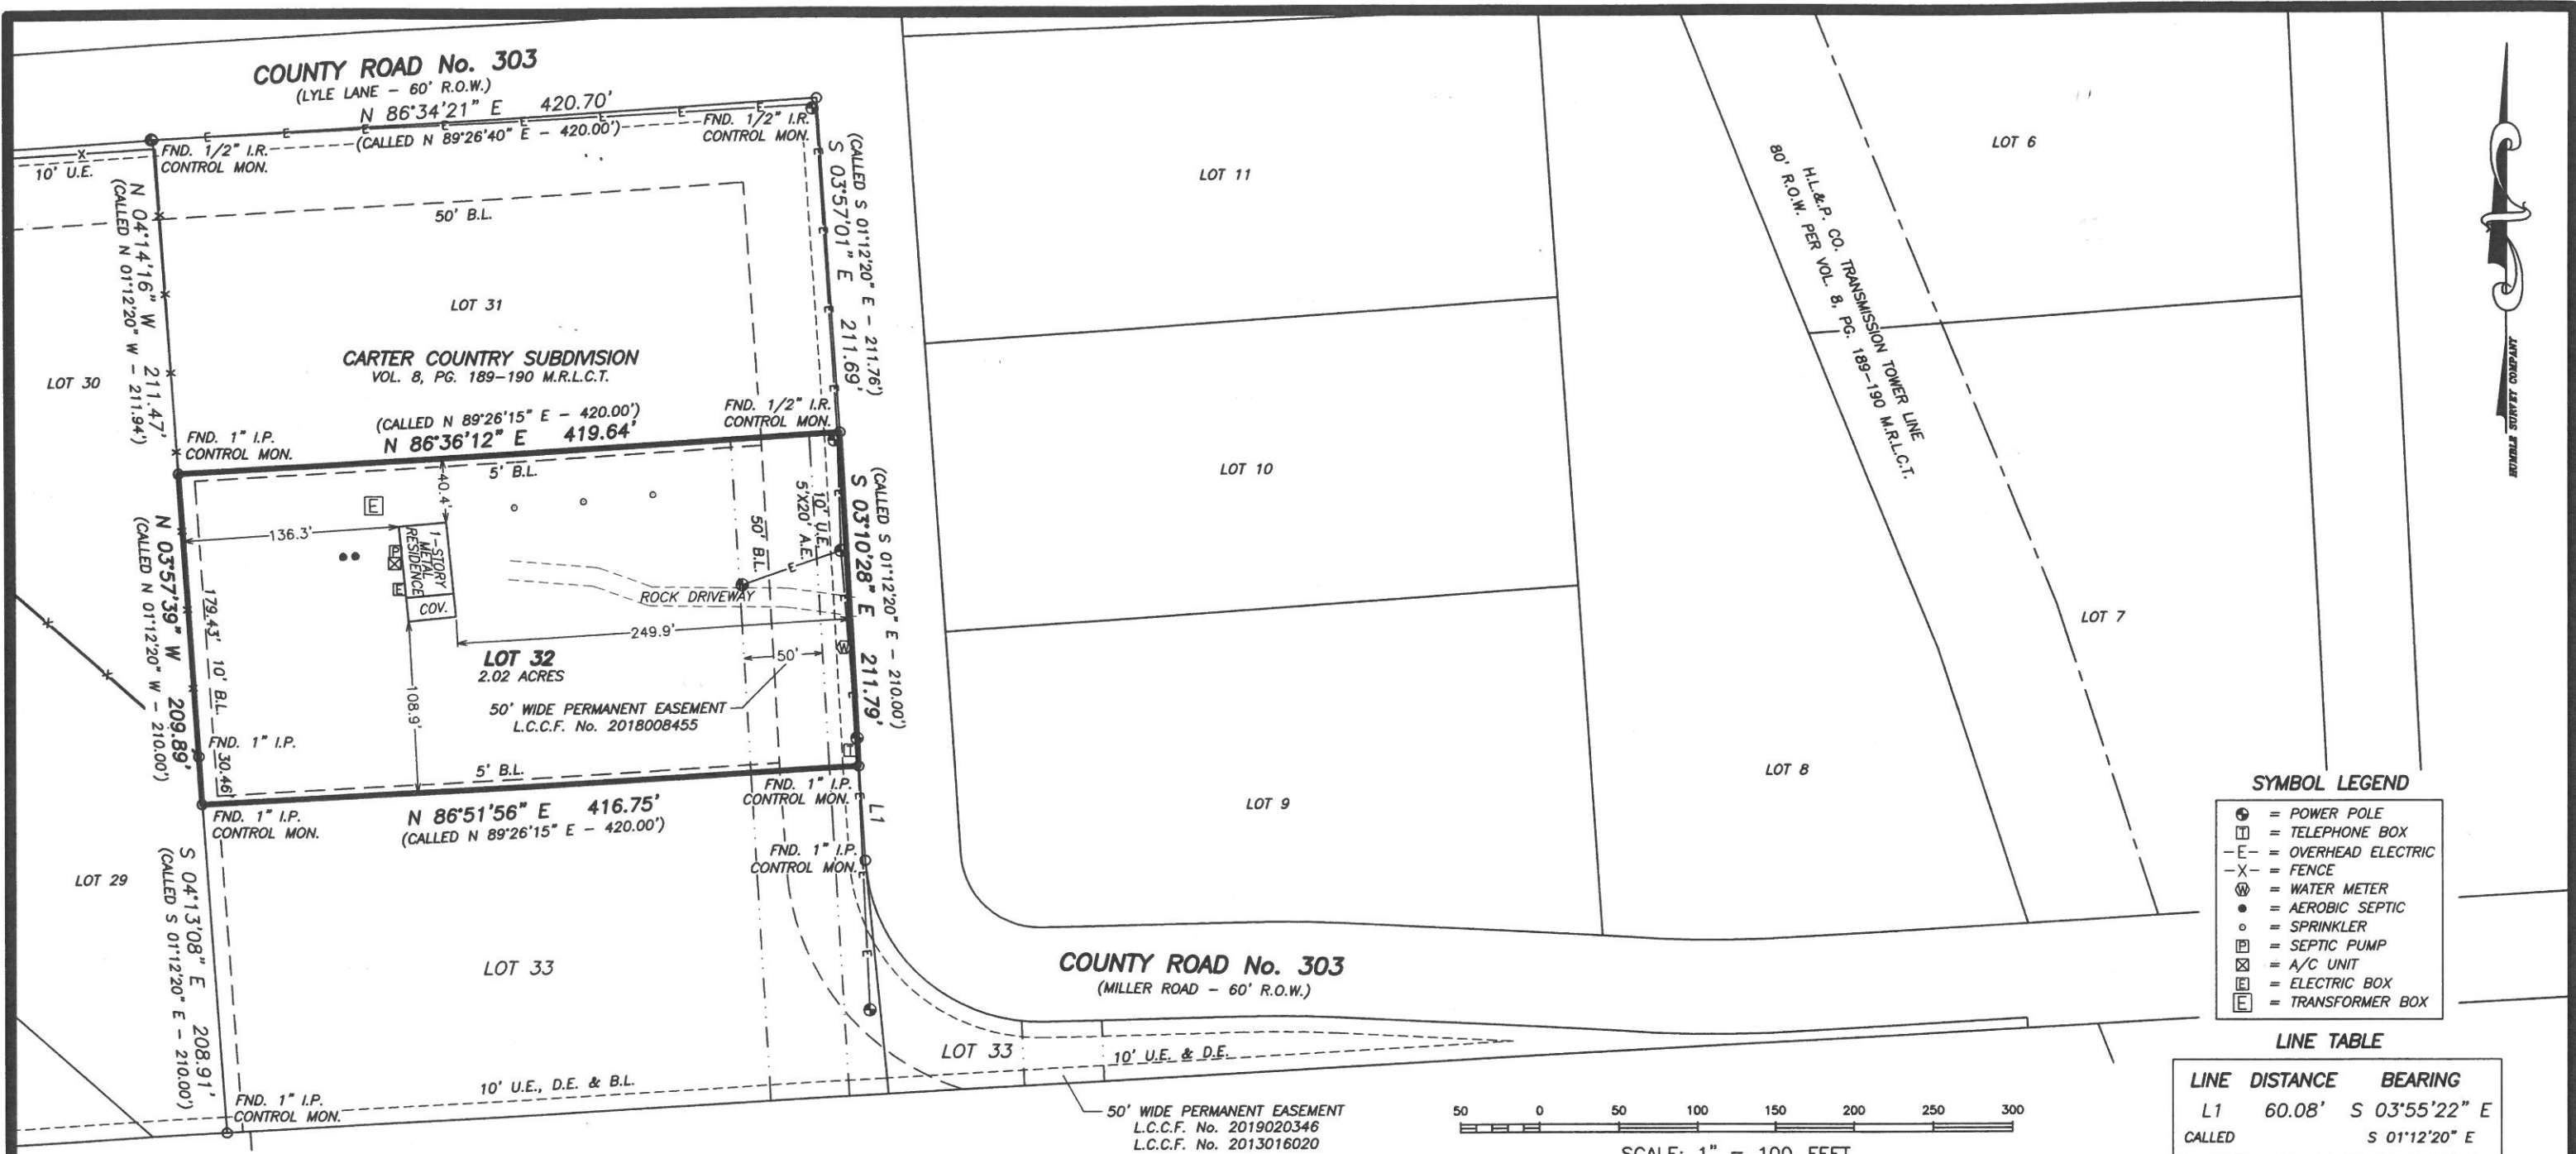 COUNTY ROAD No. 303
(LYLE LANE - 60' R.O.W.)
N 86°34'21" E 420.70'
(CALLED N 89°26'40" E - 420.00')
FND. 1/2" I.R.
CONTROL MON.
FND. 1/2" I.R.
CONTROL MON.
10' U.E.
N 04°14'16" W 211.47'
(CALLED N 01°12'20" W - 211.94')
50' B.L.
(CALLED S 01°12'20" E - 211.76')
S 03°57'01" E 211.69'
LOT 31
LOT 30
CARTER COUNTRY SUBDIVISION
VOL. 8, PG. 189-190 M.R.L.C.T.
(CALLED N 89°26'15" E - 420.00')
N 86°36'12" E 419.64'
FND. 1/2" I.R.
CONTROL MON.
FND. 1" I.P.
CONTROL MON.
5' B.L.
40.4'
E
136.3'
1-STORY
METAL
RESIDENCE
COV.
P
E
10' U.E.
5'X20' A.E.
50' B.L.
ROCK DRIVEWAY
249.9'
(CALLED S 01°12'20" E - 210.00')
S 03°10'28" E 211.79'
N 03°57'39" W 209.89'
(CALLED N 01°12'20" W - 210.00')
179.43'
10' B.L.
30.46'
LOT 32
2.02 ACRES
50'
W
108.9'
50' WIDE PERMANENT EASEMENT
L.C.C.F. No. 2018008455
FND. 1" I.P.
5' B.L.
T
FND. 1" I.P.
CONTROL MON.
FND. 1" I.P.
CONTROL MON.
N 86°51'56" E 416.75'
(CALLED N 89°26'15" E - 420.00')
L1
FND. 1" I.P.
CONTROL MON.
LOT 29
S 04°13'08" E 208.91'
(CALLED S 01°12'20" E - 210.00')
LOT 33
FND. 1" I.P.
CONTROL MON.
10' U.E., D.E. & B.L.
LOT 33
10' U.E. & D.E.
COUNTY ROAD No. 303
(MILLER ROAD - 60' R.O.W.)
50' WIDE PERMANENT EASEMENT
L.C.C.F. No. 2019020346
L.C.C.F. No. 2013016020
LOT 11
LOT 10
LOT 9
LOT 8
LOT 7
LOT 6
H.L.&.P. CO. TRANSMISSION TOWER LINE
80' R.O.W. PER VOL. 8, PG. 189-190 M.R.L.C.T.
HUMBLE SURVEY COMPANY
SYMBOL LEGEND
= POWER POLE
T = TELEPHONE BOX
-E- = OVERHEAD ELECTRIC
-X- = FENCE
W = WATER METER
= AEROBIC SEPTIC
= SPRINKLER
P = SEPTIC PUMP
= A/C UNIT
E = ELECTRIC BOX
E = TRANSFORMER BOX
LINE TABLE
LINE DISTANCE BEARING
L1 60.08' S 03°55'22" E
CALLED S 01°12'20" E
50 0 50 100 150 200 250 300
SCALE: 1" = 100 FEET